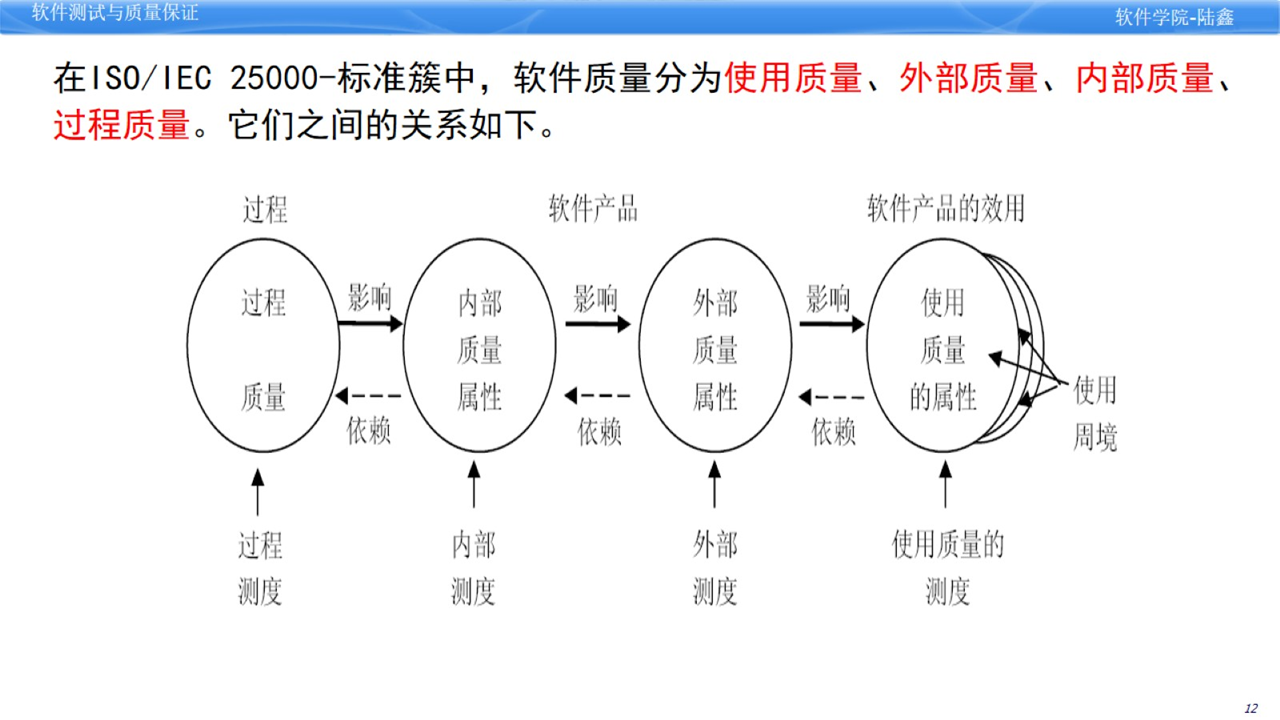 软件测试与质量保证
软件学院-陆鑫
在ISO/IEC 25000-标准簇中，软件质量分为使用质量、外部质量、内部质量、
过程质量。它们之间的关系如下。
过程
软件产品
软件产品的效用
过程
质量
影响
依赖
内部
质量
属性
影响
依赖
外部
质量
属性
影响
依赖
使用
质量
的属性
使用
周境
过程
测度
内部
测度
外部
测度
使用质量的
测度
12